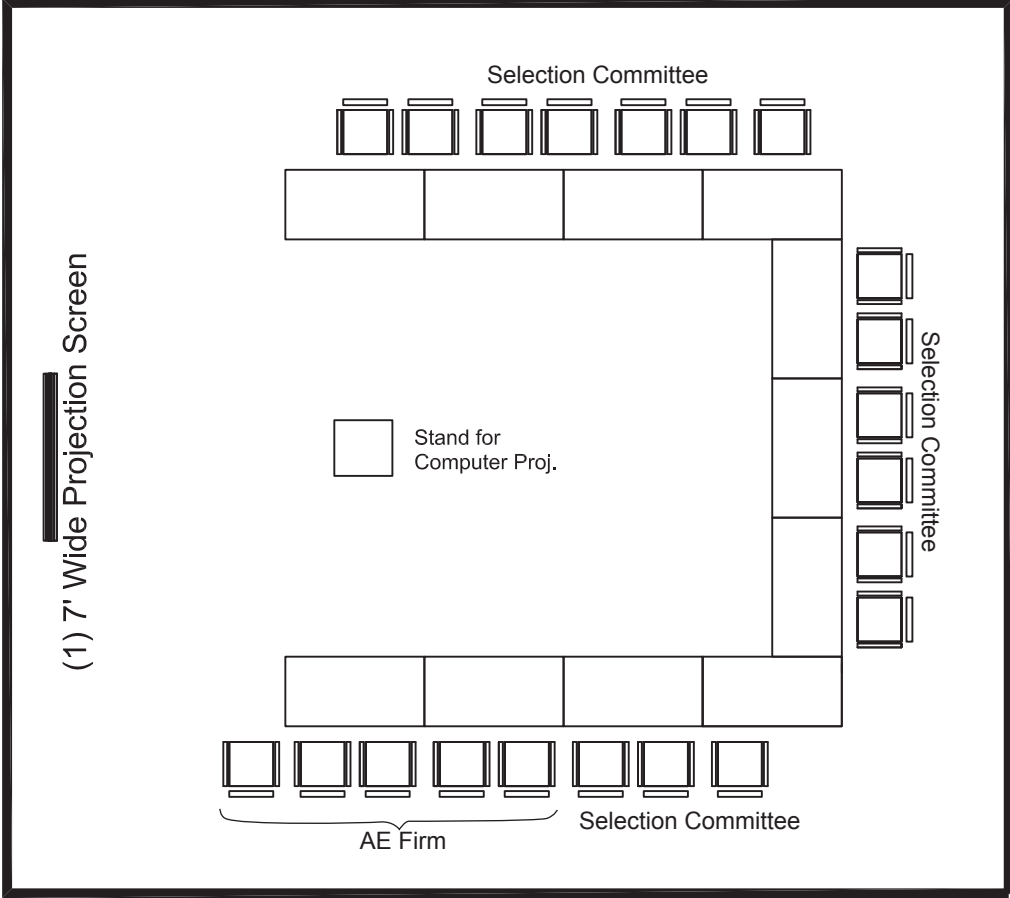 Selection Committee
(1) 7' Wide Projection Screen
Selection Committee
Stand for
Computer Proj.
AE Firm
Selection Committee